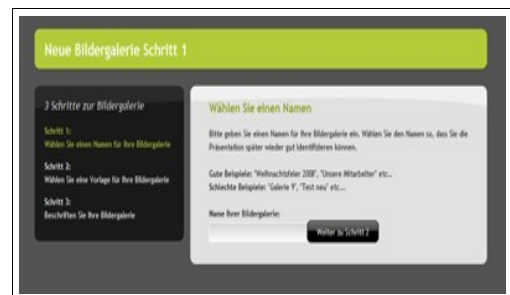 Neue Bildergalerie Schritt 1
3 Schritte zur Bildergalerie
Schritt 1:
Wählen Sie einen Namen für Ihre Bildergalerie
Schritt 2:
Wählen Sie eine Vorlage für Ihre Bildergalerie
Schritt 3:
Beschriften Sie Ihre Bildergalerie
Wählen Sie einen Namen
Bitte geben Sie einen Namen für Ihre Bildergalerie ein. Wählen Sie den Namen so, dass Sie die
Präsentation später wieder gut identifizieren können.
Gute Beispiele: "Weihnachtsfeier 2008", "Unsere Mitarbeiter" etc..
Schlechte Beispiele: "Galerie 9", "Test neu" etc...
Name Ihrer Bildergalerie:
Weiter zu Schritt 2